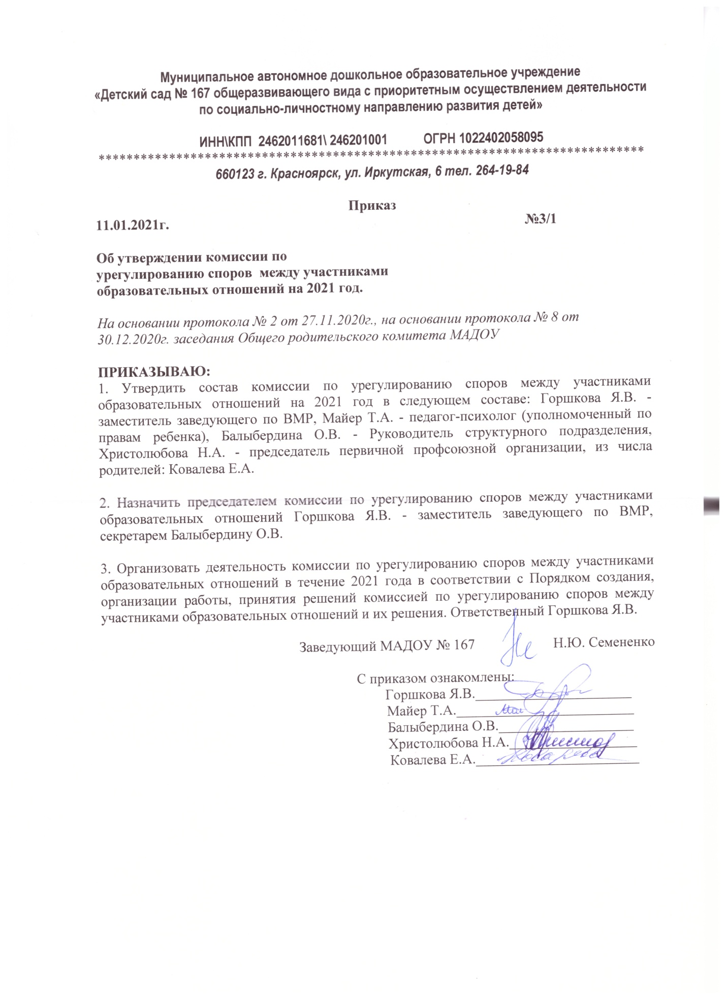 Муниципальное автономное дошкольное образовательное учреждение
«Детский сад № 167 общеразвивающего вида с приоритетным осуществлением деятельности
по социально-личностному направлению развития детей»
ИНН\КПП 2462011681\ 246201001 ОГРН 1022402058095
******************************************************************************
660123 г. Красноярск, ул. Иркутская, 6 тел. 264-19-84
Приказ
11.01.2021г. №3/1
Об утверждении комиссии по
урегулированию споров между участниками
образовательных отношений на 2021 год.
На основании протокола № 2 от 27.11.2020г., на основании протокола № 8 от
30.12.2020г. заседания Общего родительского комитета МАДОУ
ПРИКАЗЫВАЮ:
1. Утвердить состав комиссии по урегулированию споров между участниками
образовательных отношений на 2021 год в следующем составе: Горшкова Я.В. -
заместитель заведующего по ВМР, Майер Т.А. - педагог-психолог (уполномоченный по
правам ребенка), Балыбердина О.В. - Руководитель структурного подразделения,
Христолюбова Н.А. - председатель первичной профсоюзной организации, из числа
родителей: Ковалева Е.А.
2. Назначить председателем комиссии по урегулированию споров между участниками
образовательных отношений Горшкова Я.В. - заместитель заведующего по ВМР,
секретарем Балыбердину О.В.
3. Организовать деятельность комиссии по урегулированию споров между участниками
образовательных отношений в течение 2021 года в соответствии с Порядком создания,
организации работы, принятия решений комиссией по урегулированию споров между
участниками образовательных отношений и их решения. Ответственный Горшкова Я.В.
Заведующий МАДОУ № 167 Н.Ю. Семененко
С приказом ознакомлены:
Горшкова Я.В.
Майер Т.А.
Балыбердина О.В.
Христолюбова Н.А.
Ковалева Е.А.